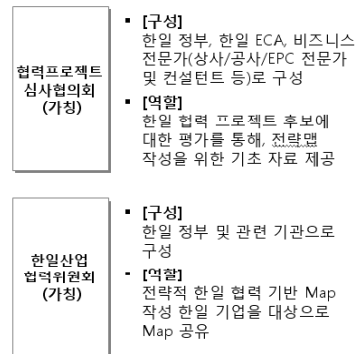 협력프로젝트
심사협의회
(가칭)
▪ [구성]
한일 정부, 한일 ECA, 비즈니스
전문가(상사/공사/EPC 전문가
및 컨설턴트 등)로 구성
▪ [역할]
한일 협력 프로젝트 후보에
대한 평가를 통해, 전략맵
작성을 위한 기초 자료 제공
한일산업
협력위원회
(가칭)
▪ [구성]
한일 정부 및 관련 기관으로
구성
▪ [역할]
전략적 한일 협력 기반 Map
작성 한일 기업을 대상으로
Map 공유